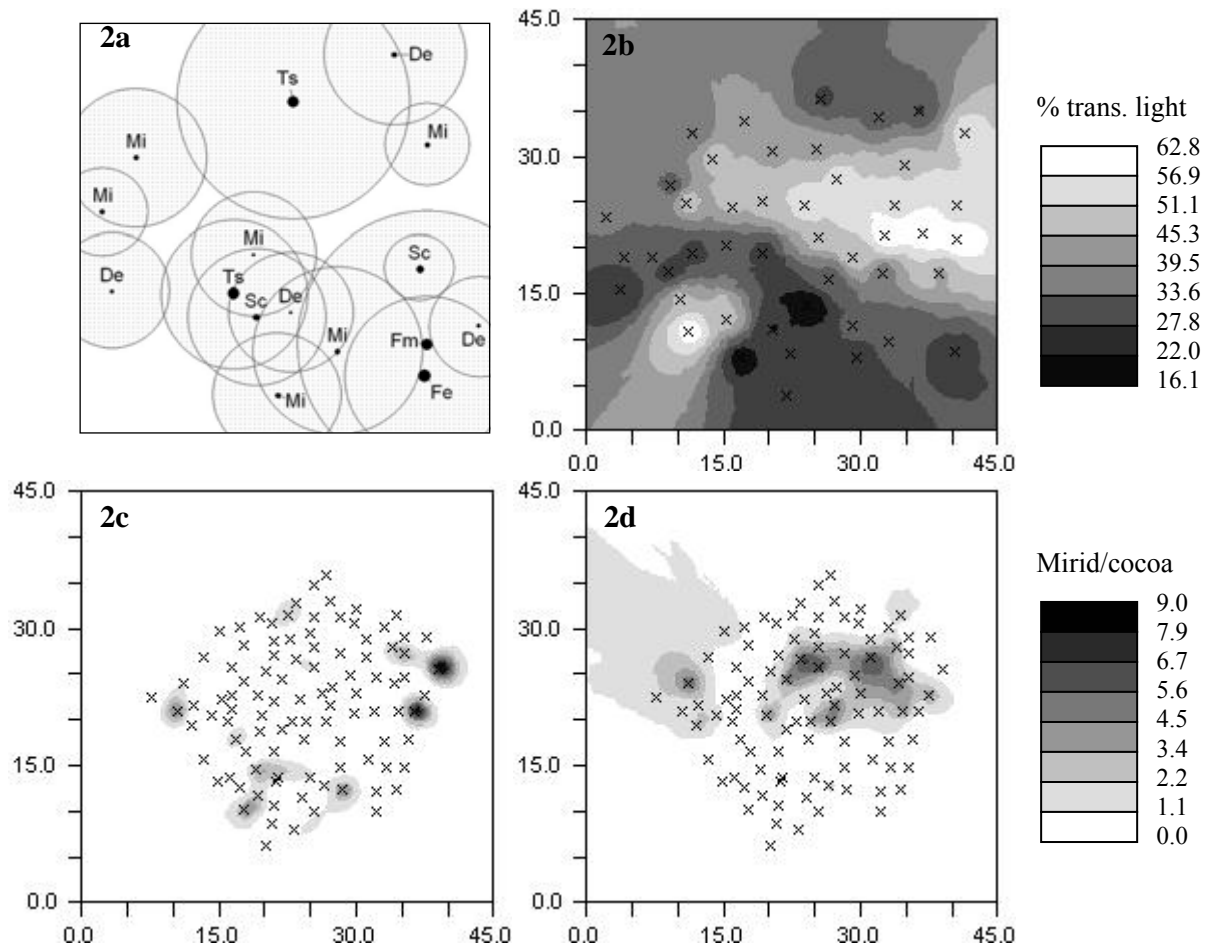 2a
De
Ts
Mi
Mi
Mi
Mi
Sc
De
Ts
Sc
De
De
Mi
Fm
Fe
Mi
2b
45.0
30.0
15.0
0.0
0.0 15.0 30.0 45.0
% trans. light
62.8
56.9
51.1
45.3
39.5
33.6
27.8
22.0
16.1
2c
45.0
30.0
15.0
0.0
0.0 15.0 30.0 45.0
2d
45.0
30.0
15.0
0.0
0.0 15.0 30.0 45.0
Mirid/cocoa
9.0
7.9
6.7
5.6
4.5
3.4
2.2
1.1
0.0